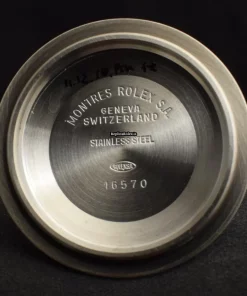 MONTRES ROLEX S.A.
GENEVA
SWITZERLAND
STAINLESS STEEL
16570